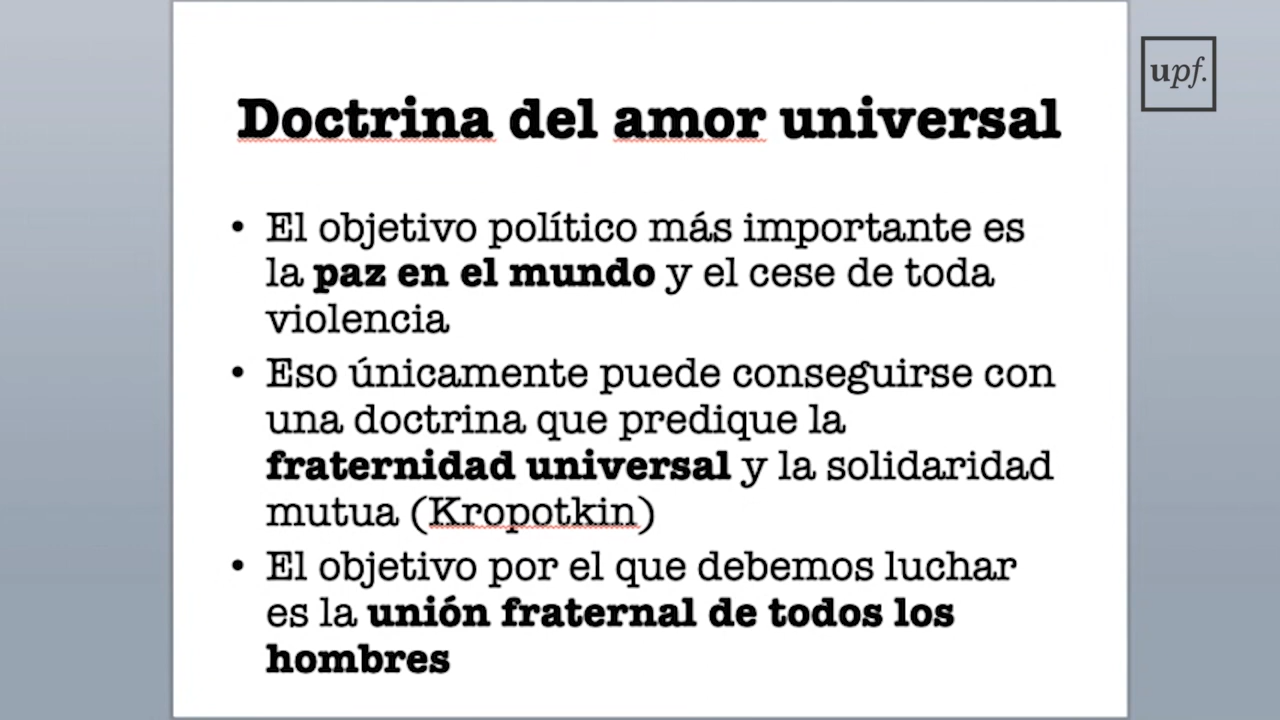 upf.
Doctrina del amor universal
• El objetivo político más importante es
la paz en el mundo y el cese de toda
violencia
• Eso únicamente puede conseguirse con
una doctrina que predique la
fraternidad universal y la solidaridad
mutua (Kropotkin)
• El objetivo por el que debemos luchar
es la unión fraternal de todos los
hombres